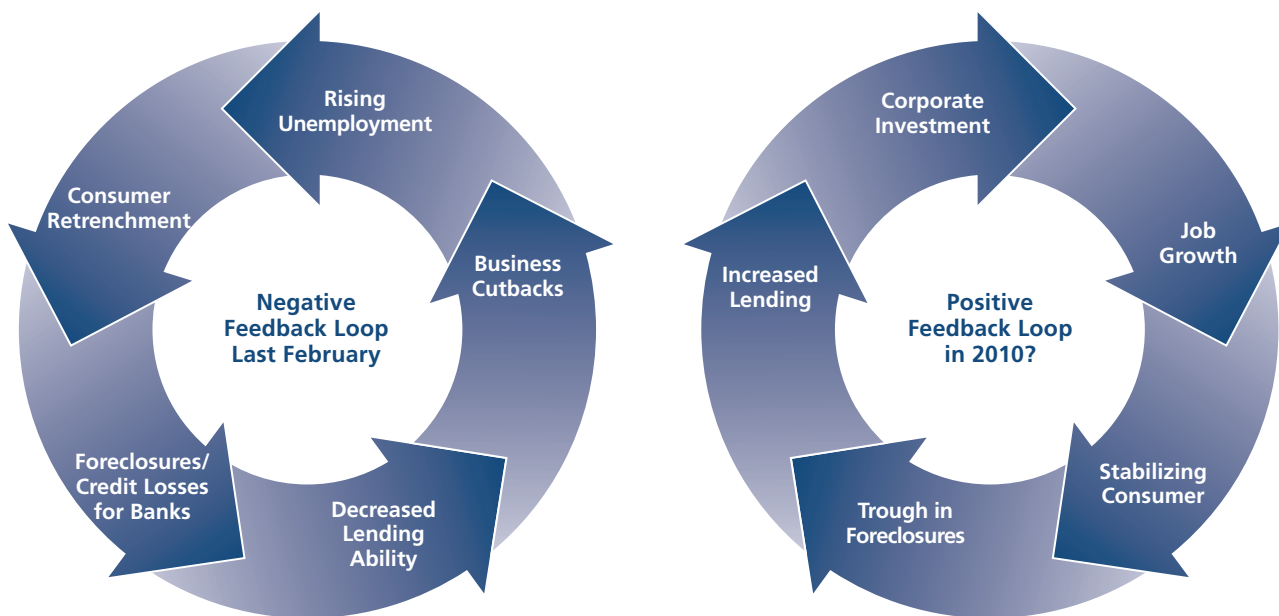 Rising
Unemployment
Consumer
Retrenchment
Business
Cutbacks
Negative
Feedback Loop
Last February
Foreclosures/
Credit Losses
for Banks
Decreased
Lending
Ability
Corporate
Investment
Job
Growth
Increased
Lending
Positive
Feedback Loop
in 2010?
Stabilizing
Consumer
Trough in
Foreclosures